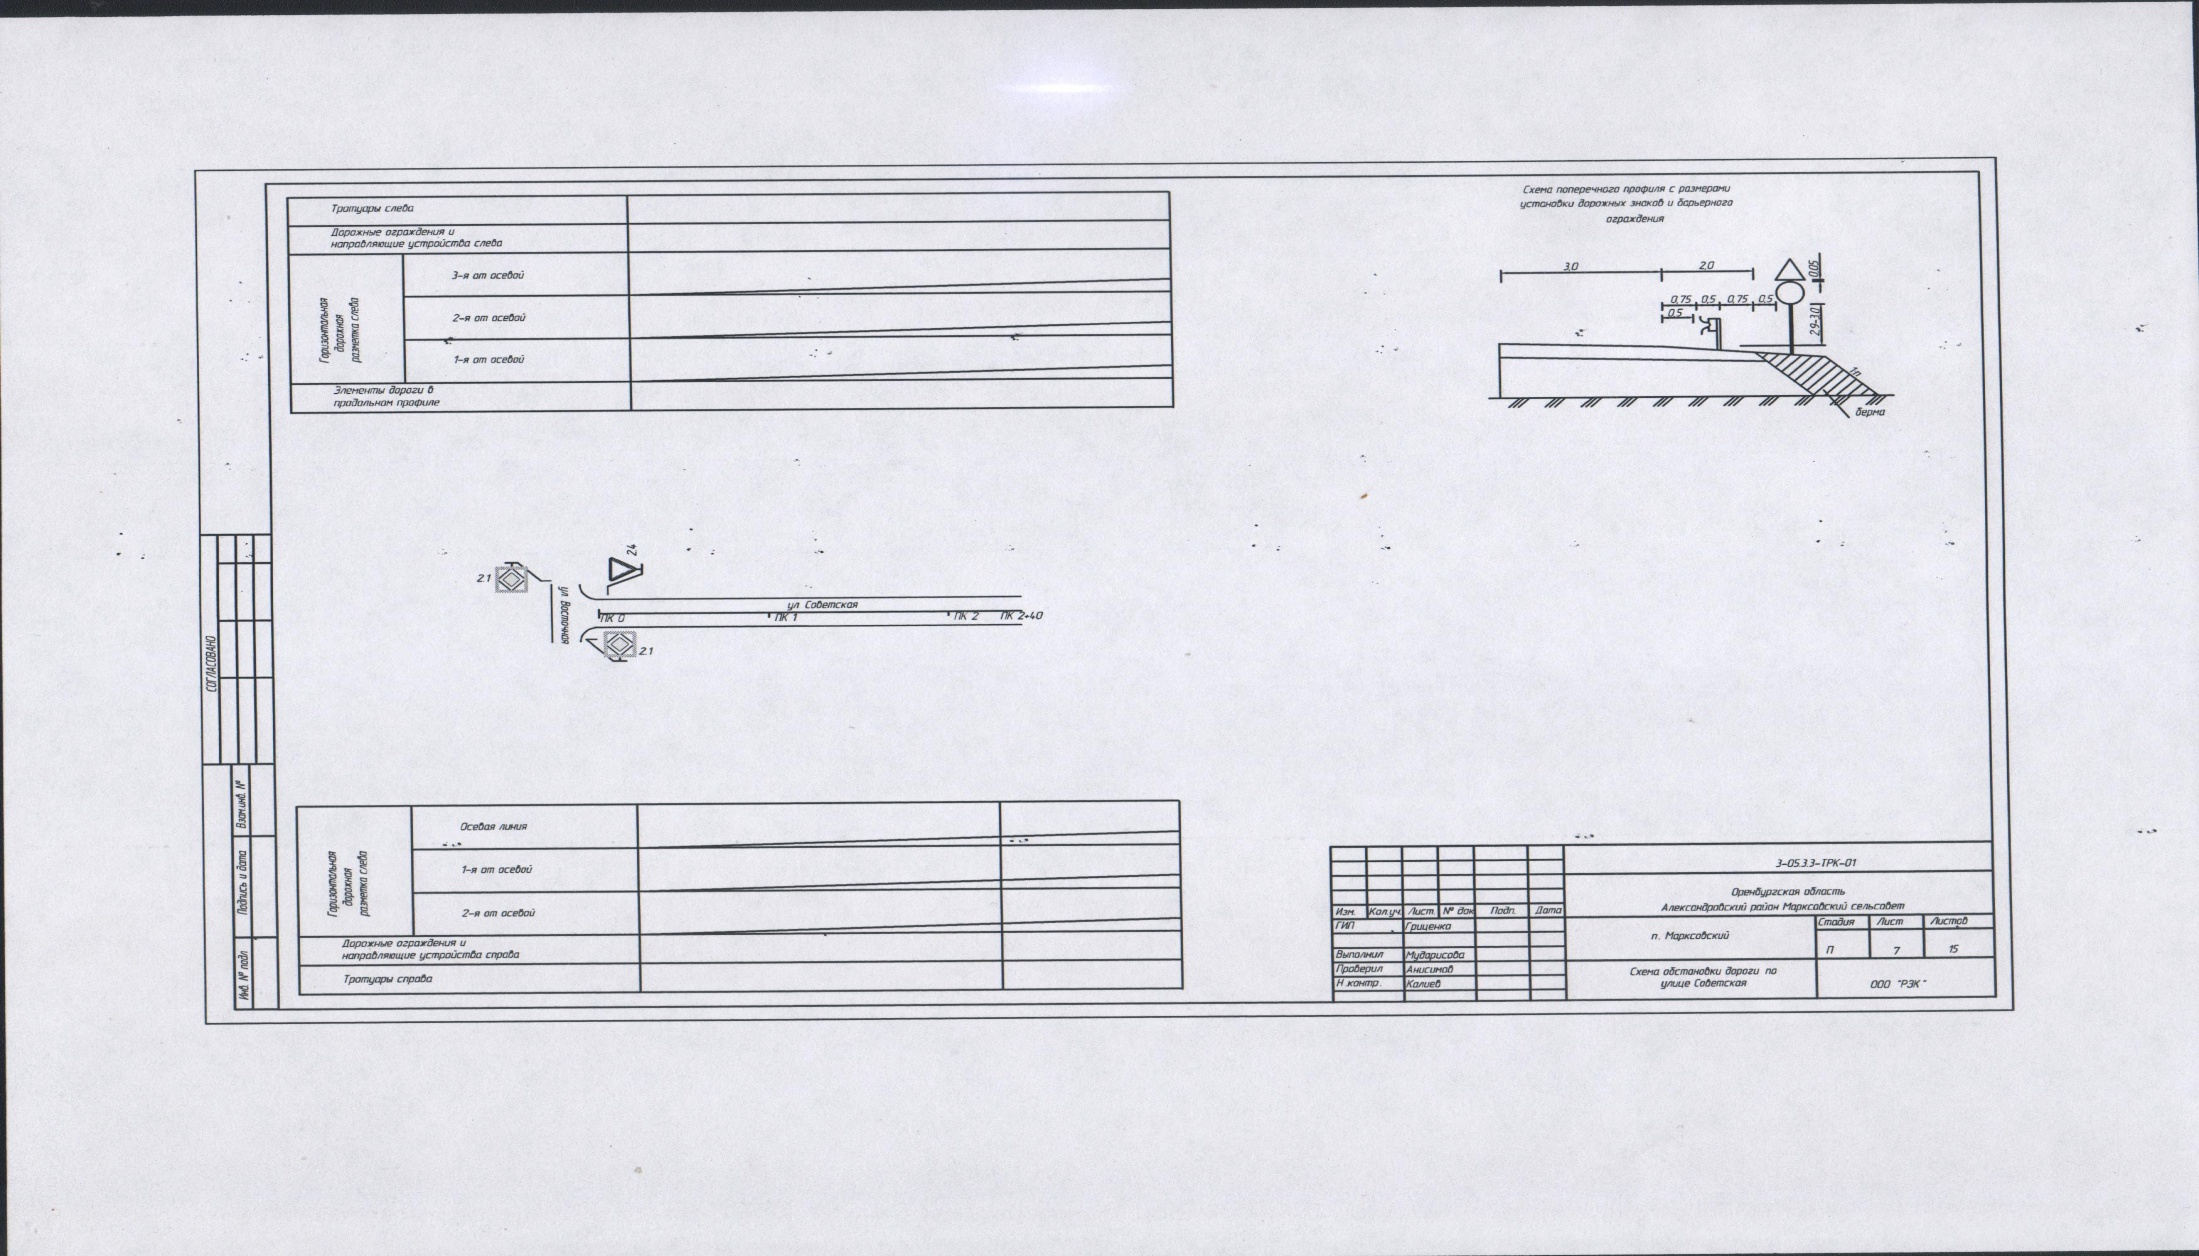 Тротуары слева
Дорожные ограждения и
направляющие устройства слева
Горизонтальная
дорожная
разметка слева
3-я от осевой
2-я от осевой
1-я от осевой
Элементы дороги в
продольном профиле
Схема поперечного профиля с размерами
установки дорожных знаков и барьерного
ограждения
3,0
2,0
0,05
0,75 0,5 0,75 0,5
0,5
2,9-3,0
1п
берма
2.4
2.1
ул Восточная
ул Советская
ПК 0
ПК 1
ПК 2
ПК 2+40
2.1
СОГЛАСОВАНО
Взам.инв. №
Подпись и дата
Инв. № подл
Горизонтальная
дорожная
разметка слева
Осевая линия
1-я от осевой
2-я от осевой
Дорожные ограждения и
направляющие устройства справа
Тротуары справа
3-05.3.3-ТРК-01
Оренбургская область
Александровский район Марксовский сельсовет
Изм. Кол.уч. Лист. № док Подп. Дата
ГИП Гриценко
п. Марксовский
Стадия Лист Листов
П 7 15
Выполнил Мударисова
Проверил Анисимов
Н.контр. Калиев
Схема обстановки дороги по
улице Советская
ООО "РЭК"